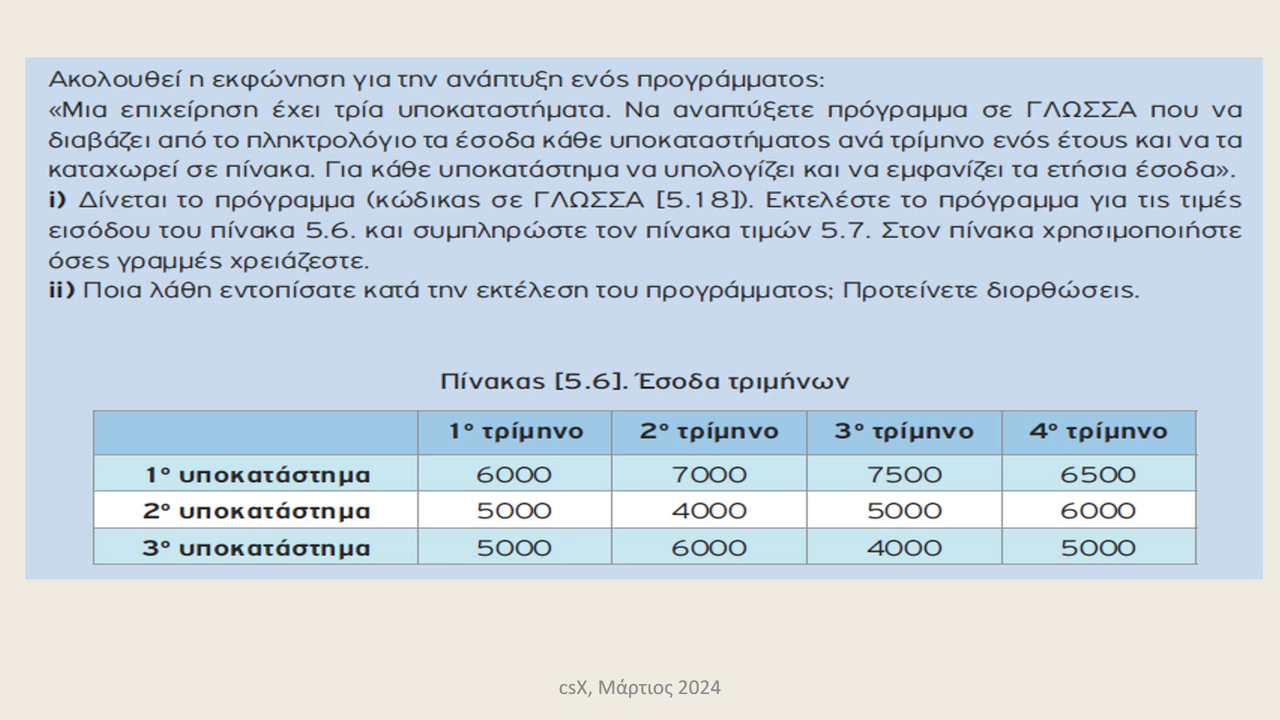 Ακολουθεί η εκφώνηση για την ανάπτυξη ενός προγράμματος:
«Μια επιχείρηση έχει τρία υποκαταστήματα. Να αναπτύξετε πρόγραμμα σε ΓΛΩΣΣΑ που να
διαβάζει από το πληκτρολόγιο τα έσοδα κάθε υποκαταστήματος ανά τρίμηνο ενός έτους και να τα
καταχωρεί σε πίνακα. Για κάθε υποκατάστημα να υπολογίζει και να εμφανίζει τα ετήσια έσοδα».
i) Δίνεται το πρόγραμμα (κώδικας σε ΓΛΩΣΣΑ [5.18]). Εκτελέστε το πρόγραμμα για τις τιμές
εισόδου του πίνακα 5.6. και συμπληρώστε τον πίνακα τιμών 5.7. Στον πίνακα χρησιμοποιήστε
όσες γραμμές χρειάζεστε.
ii) Ποια λάθη εντοπίσατε κατά την εκτέλεση του προγράμματος; Προτείνετε διορθώσεις.
Πίνακας [5.6]. Έσοδα τριμήνων
1° τρίμηνο 2° τρίμηνο 3° τρίμηνο 4° τρίμηνο
1° υποκατάστημα 6000 7000 7500 6500
2° υποκατάστημα 5000 4000 5000 6000
3° υποκατάστημα 5000 6000 4000 5000
csX, Μάρτιος 2024